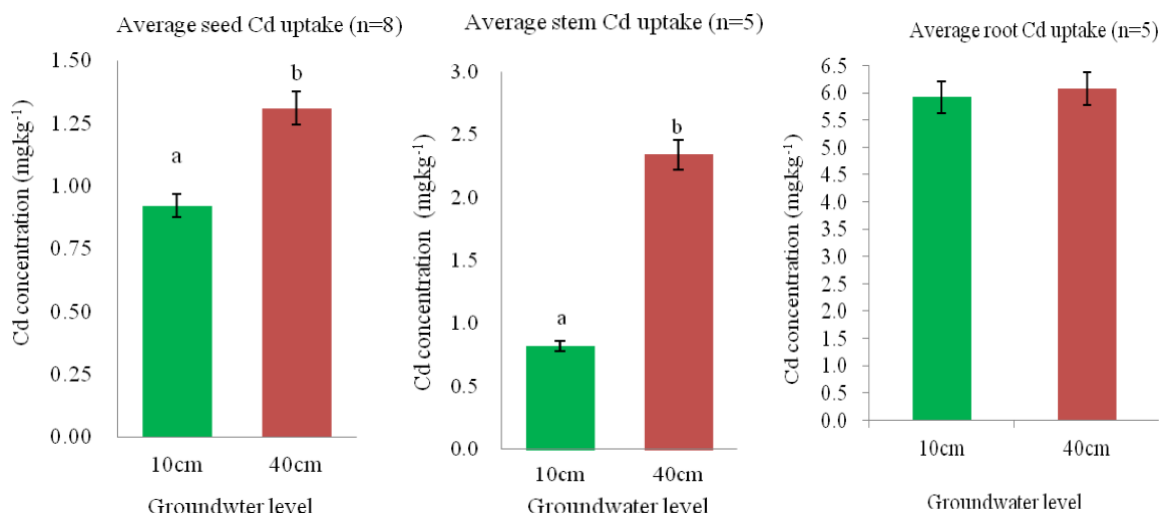 Average seed Cd uptake (n=8)
Cd concentration (mgkg⁻¹)
1.50
1.25
1.00
0.75
0.50
0.25
0.00
a
b
10cm
40cm
Groundwter level
Average stem Cd uptake (n=5)
Cd concentration (mgkg⁻¹)
3.0
2.5
2.0
1.5
1.0
0.5
0.0
a
b
10cm
40cm
Groundwater level
Average root Cd uptake (n=5)
Cd concentration (mgkg⁻¹)
6.5
6.0
5.5
5.0
4.5
4.0
3.5
3.0
2.5
2.0
1.5
1.0
0.5
0.0
10cm
40cm
Groundwater level